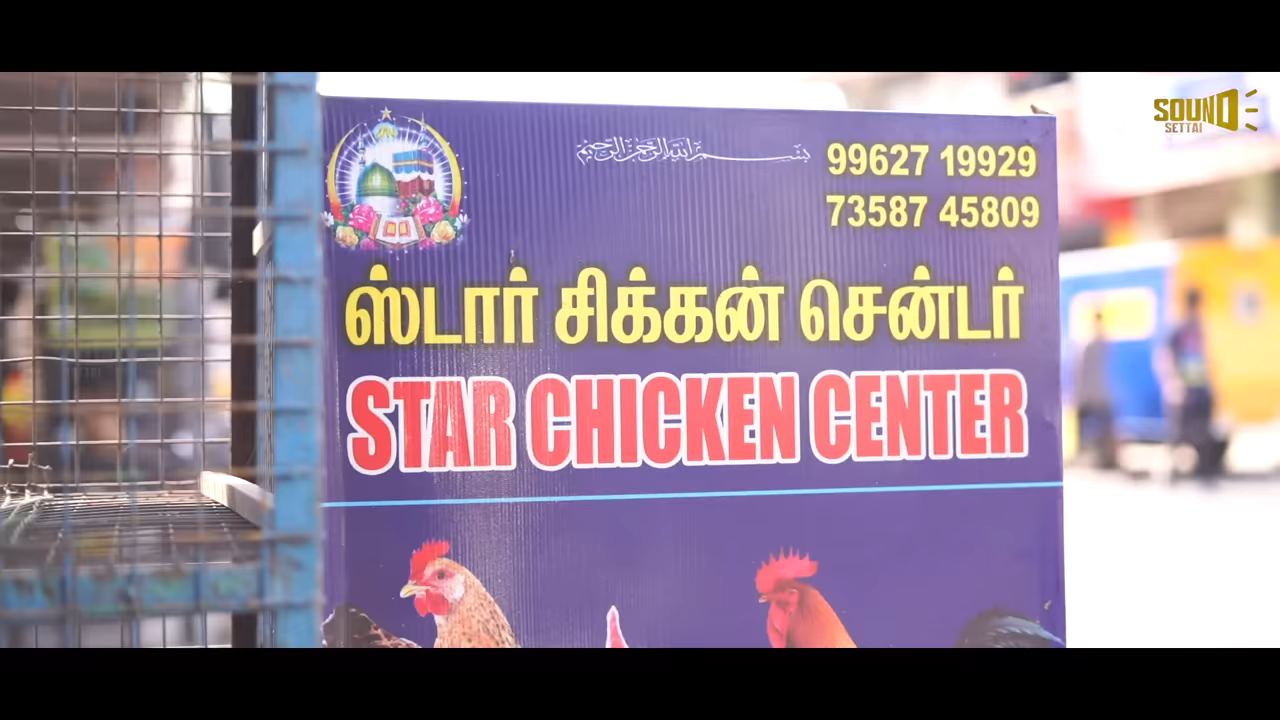 SOUND
SETTAI
بسم الله الرحمن الرحيم
99627 19929
73587 45809
ஸ்டார் சிக்கன் சென்டர்
STAR CHICKEN CENTER